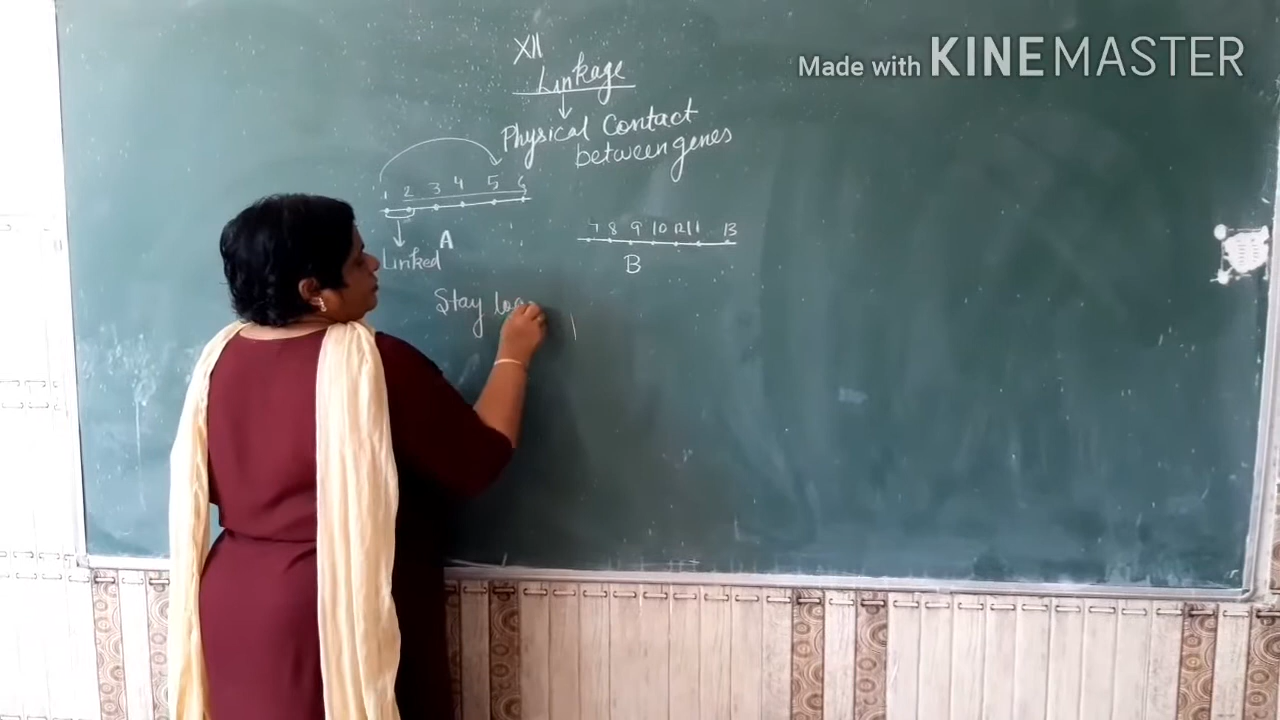 Made with KINEMASTER
XII
Linkage
↓
Physical Contact
between genes
1 2 3 4 5 6
7 8 9 10 12 11 13
↓
Linked A
B
Stay